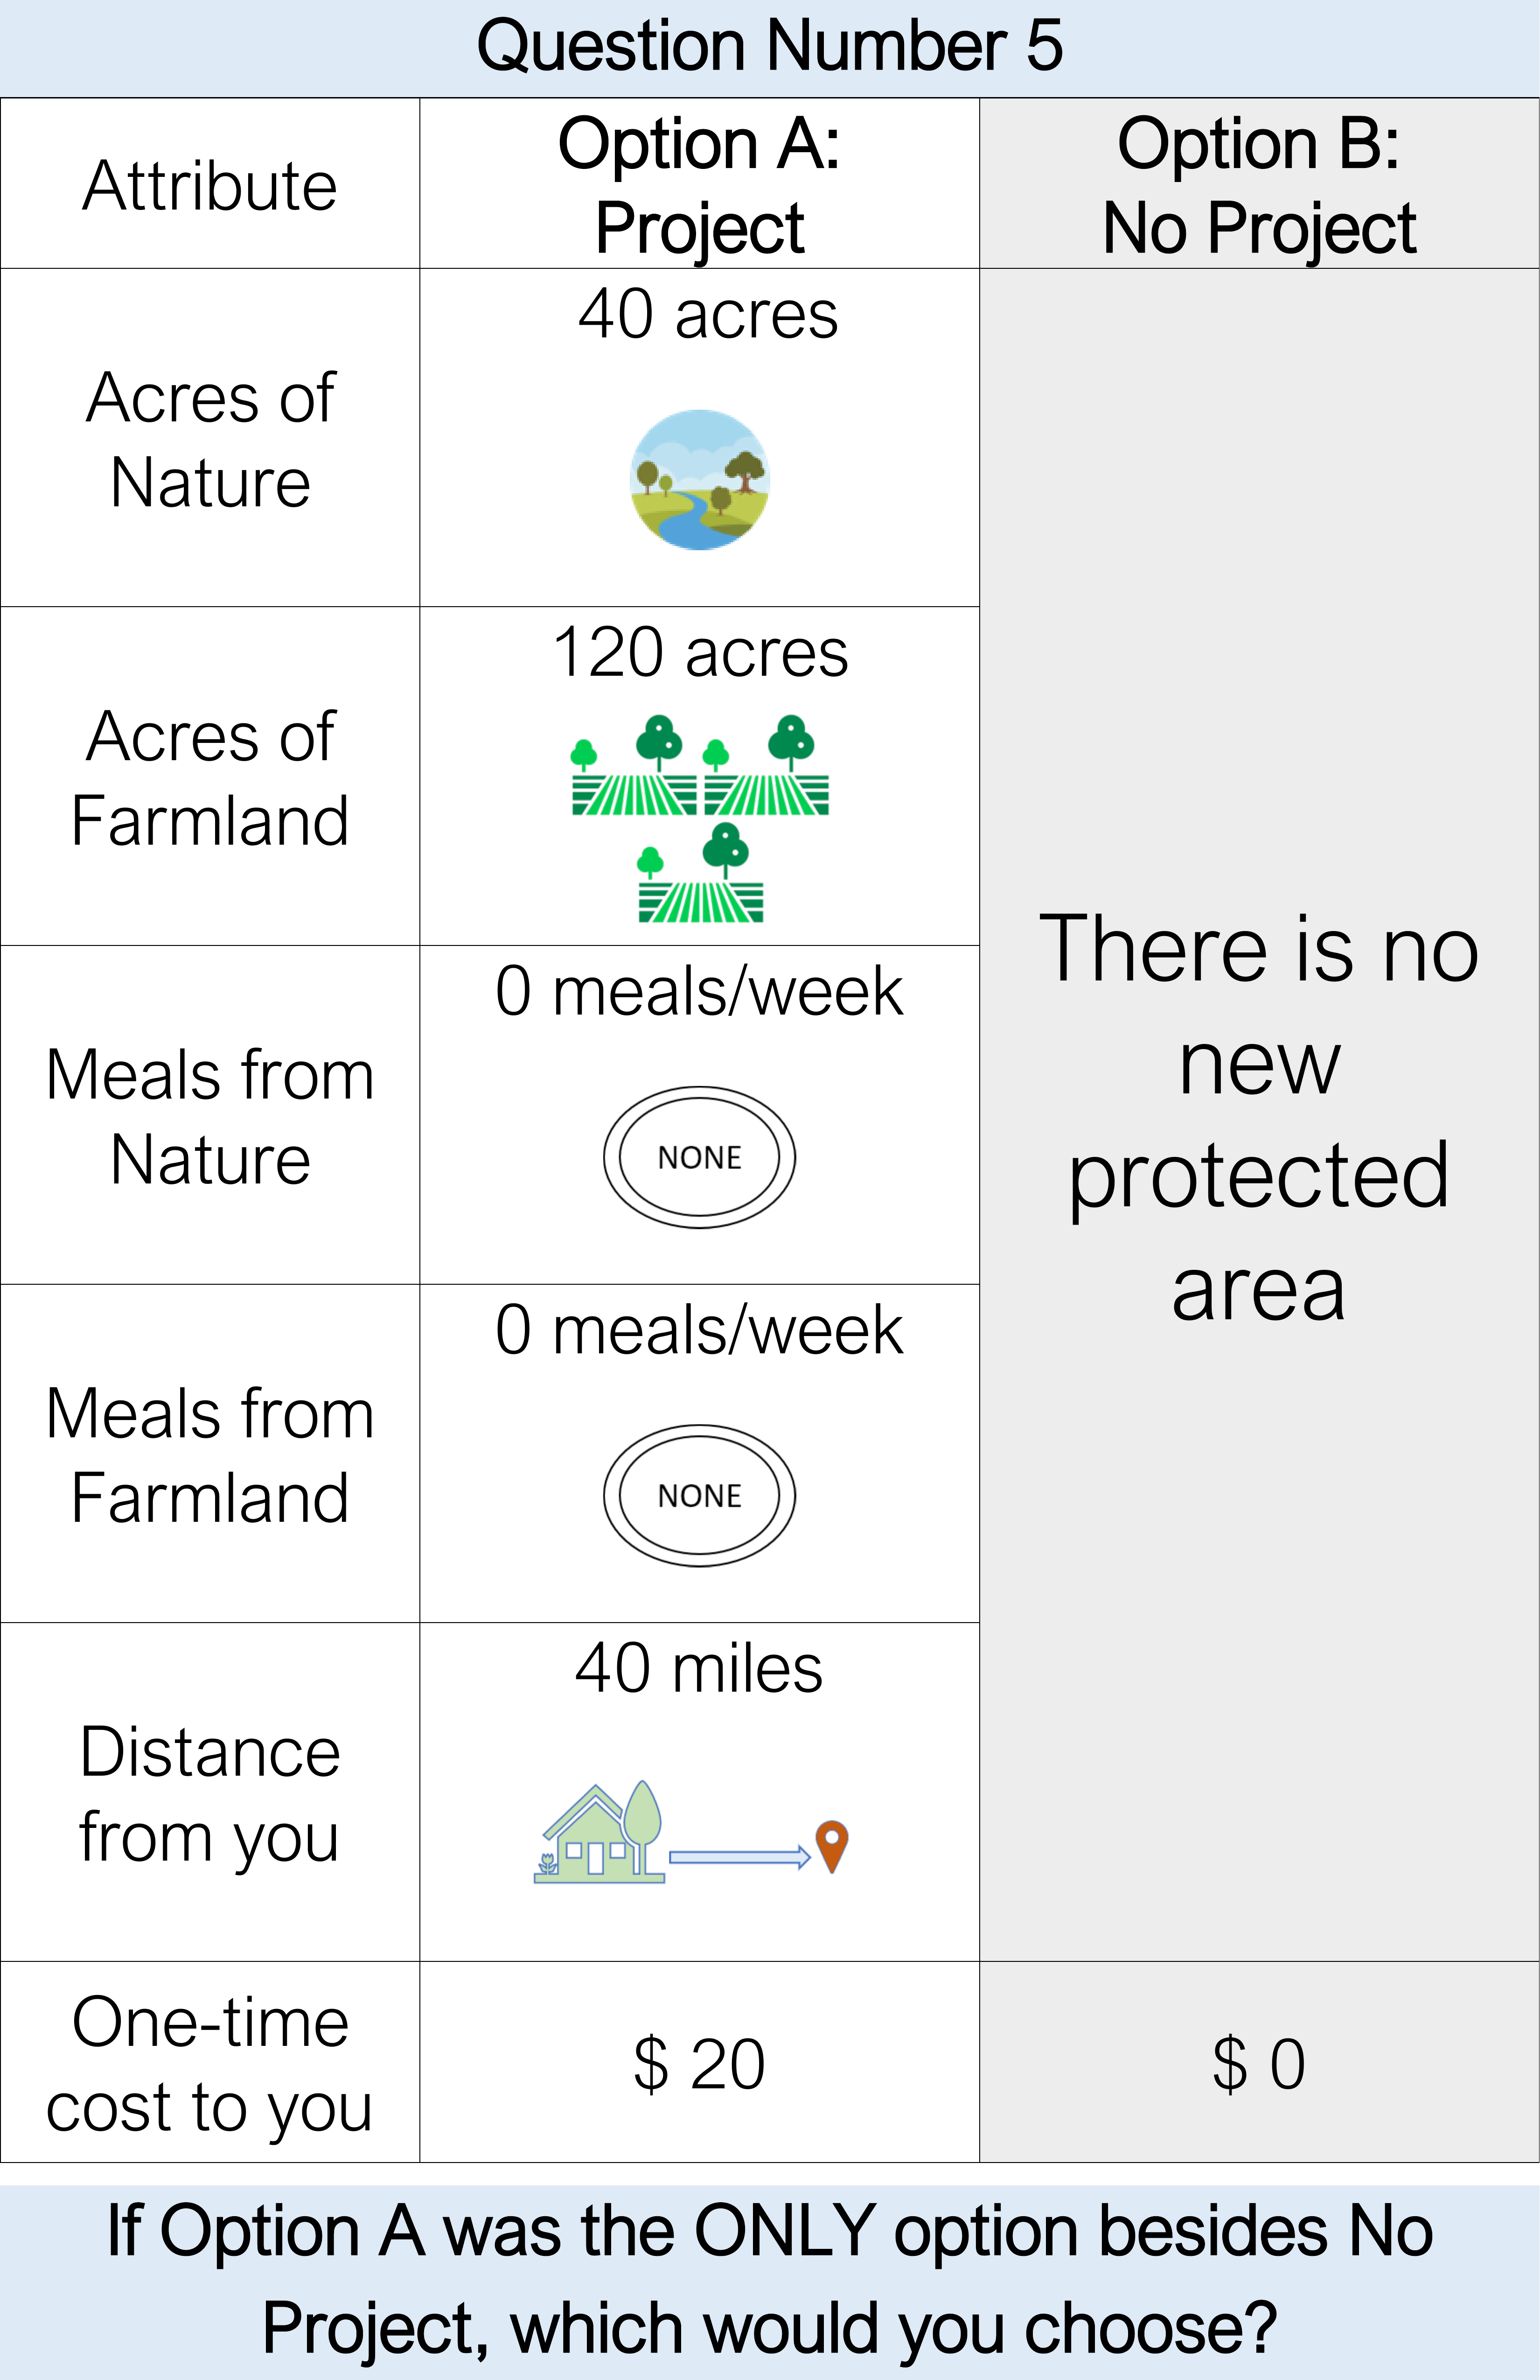 Question Number 5
Attribute
Option A:
Project
Option B:
No Project
Acres of
Nature
40 acres
Acres of
Farmland
120 acres
Meals from
Nature
0 meals/week
NONE
Meals from
Farmland
0 meals/week
NONE
Distance
from you
40 miles
There is no
new
protected
area
One-time
cost to you
$ 20
$ 0
If Option A was the ONLY option besides No
Project, which would you choose?